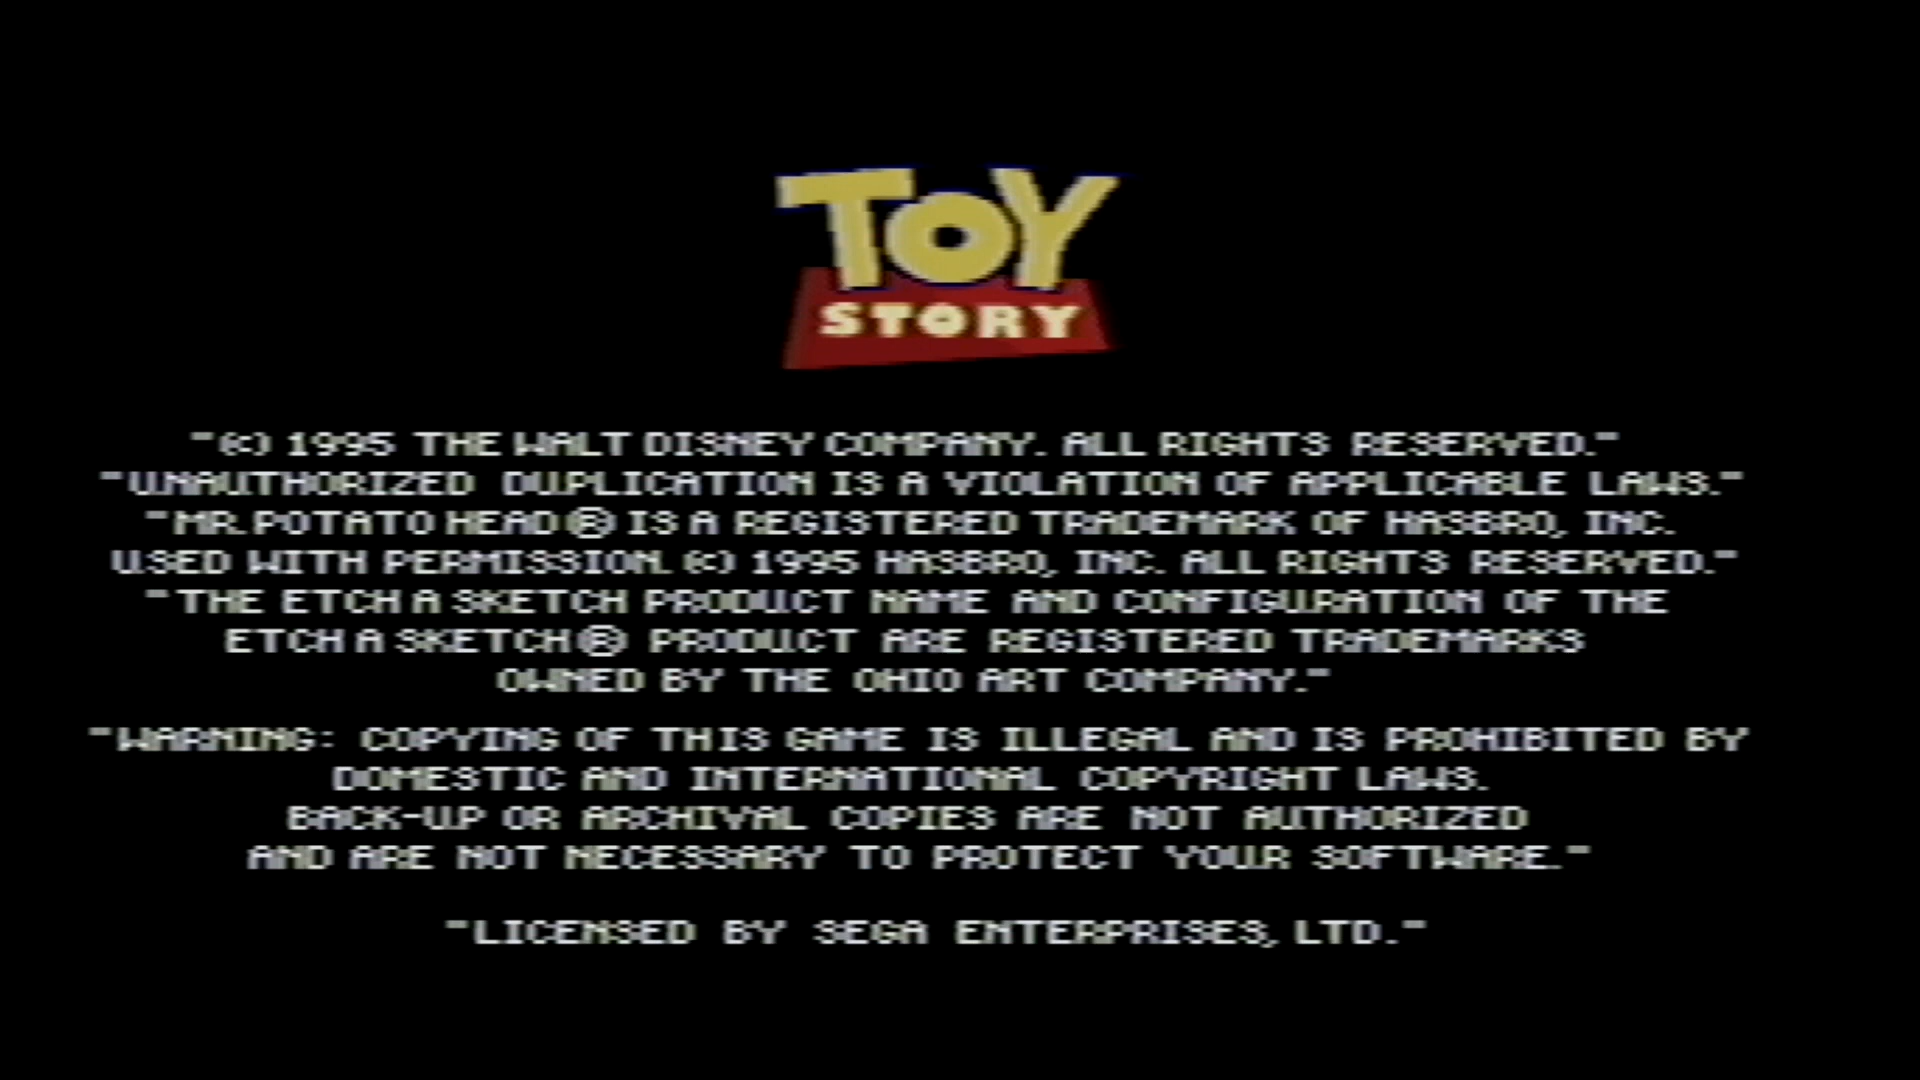 TOY
STORY
"(C) 1995 THE WALT DISNEY COMPANY. ALL RIGHTS RESERVED."
"UNAUTHORIZED DUPLICATION IS A VIOLATION OF APPLICABLE LAWS."
"MR. POTATO HEAD® IS A REGISTERED TRADEMARK OF HASBRO, INC.
USED WITH PERMISSION. (C) 1995 HASBRO, INC. ALL RIGHTS RESERVED."
"THE ETCH A SKETCH PRODUCT NAME AND CONFIGURATION OF THE
ETCH A SKETCH® PRODUCT ARE REGISTERED TRADEMARKS
OWNED BY THE OHIO ART COMPANY."
"WARNING: COPYING OF THIS GAME IS ILLEGAL AND IS PROHIBITED BY
DOMESTIC AND INTERNATIONAL COPYRIGHT LAWS.
BACK-UP OR ARCHIVAL COPIES ARE NOT AUTHORIZED
AND ARE NOT NECESSARY TO PROTECT YOUR SOFTWARE."
"LICENSED BY SEGA ENTERPRISES, LTD."